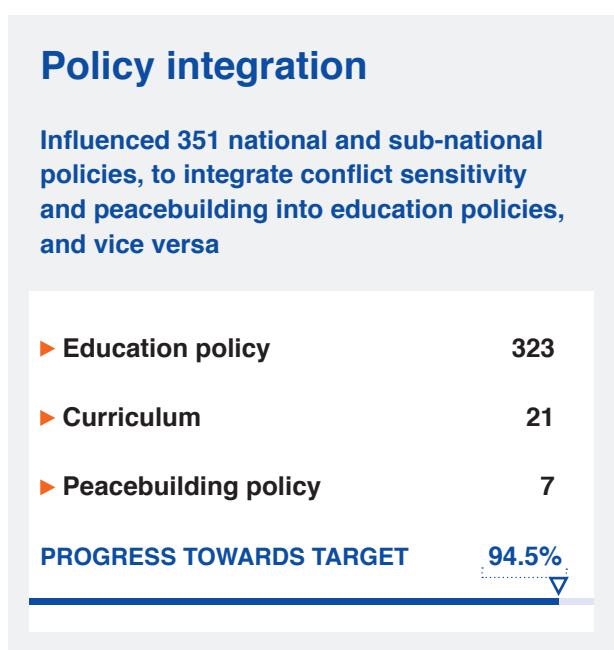 Policy integration
Influenced 351 national and sub-national
policies, to integrate conflict sensitivity
and peacebuilding into education policies,
and vice versa
Education policy 323
Curriculum 21
Peacebuilding policy 7
PROGRESS TOWARDS TARGET 94.5%